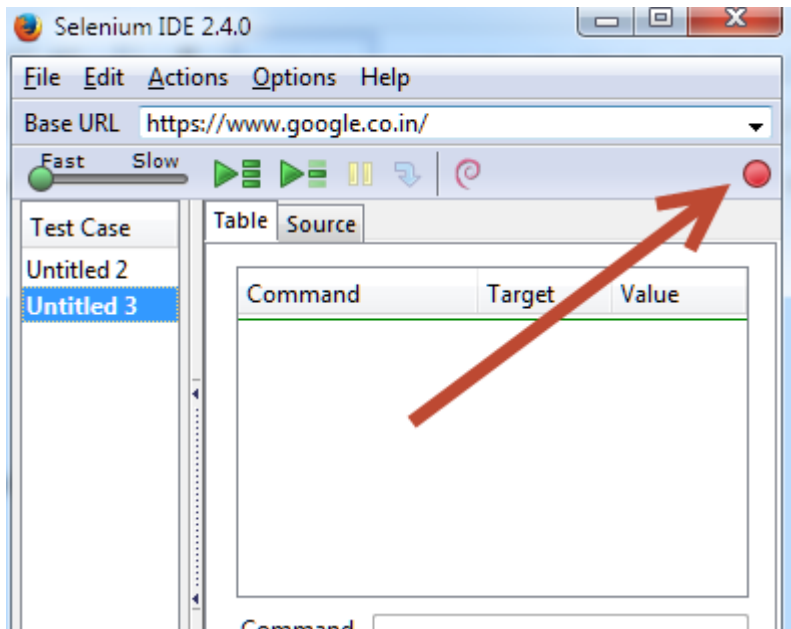 Selenium IDE 2.4.0
File Edit Actions Options Help
Base URL https://www.google.co.in/
Fast Slow
Test Case
Untitled 2
Untitled 3
Table Source
Command Target Value
Command